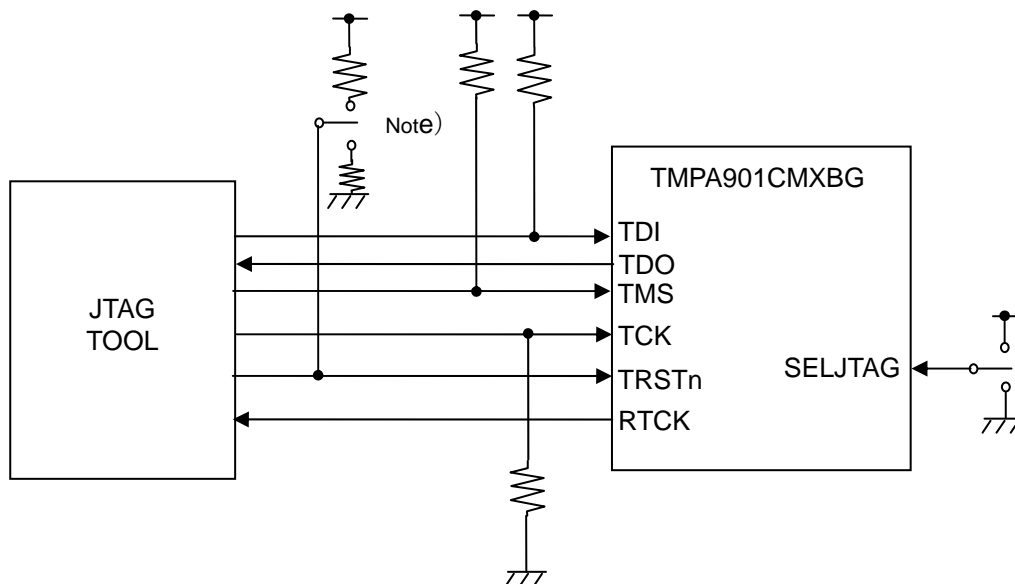 Note)
TMPA901CMXBG
JTAG
TOOL
TDI
TDO
TMS
TCK
TRSTn
RTCK
SELJTAG